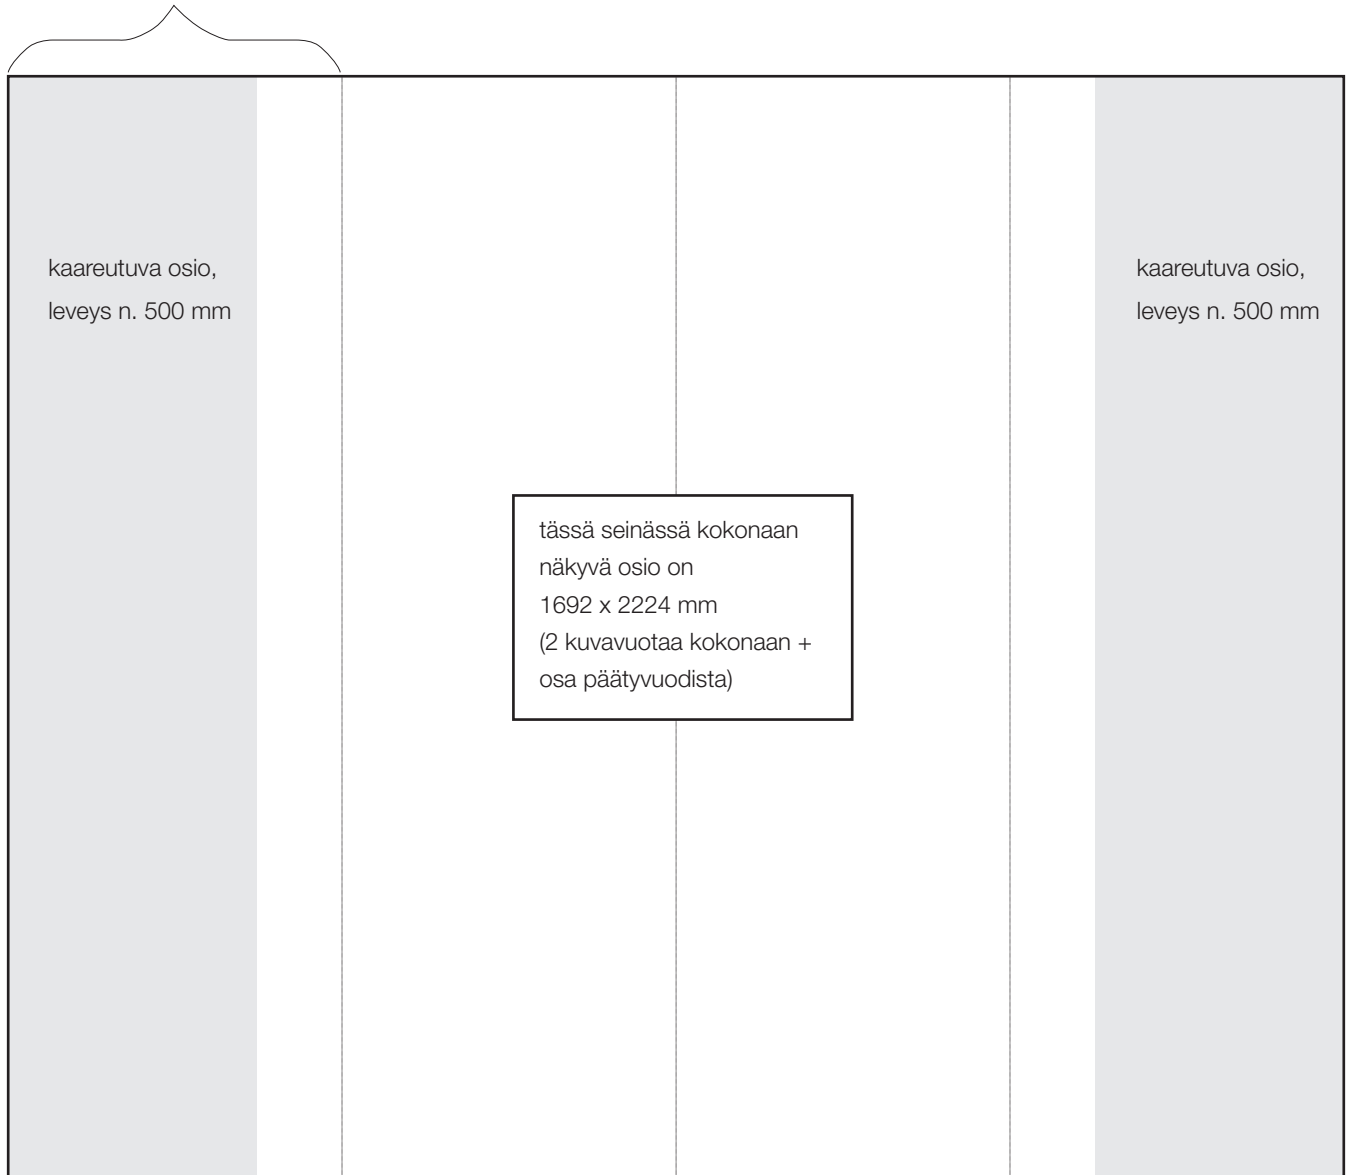 kaareutuva osio,
leveys n. 500 mm
kaareutuva osio,
leveys n. 500 mm
tässä seinässä kokonaan
näkyvä osio on
1692 x 2224 mm
(2 kuvavuotaa kokonaan +
osa päätyvuodista)